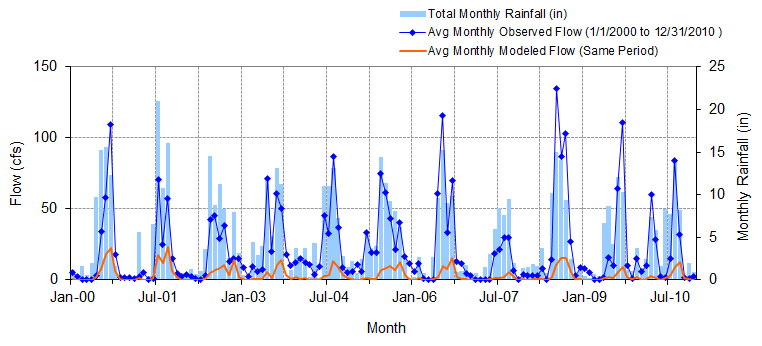 Total Monthly Rainfall (in)
Avg Monthly Observed Flow (1/1/2000 to 12/31/2010 )
Avg Monthly Modeled Flow (Same Period)
150
100
50
0
Flow (cfs)
25
20
15
10
5
0
Monthly Rainfall (in)
Jan-00
Jul-01
Jan-03
Jul-04
Jan-06
Jul-07
Jan-09
Jul-10
Month